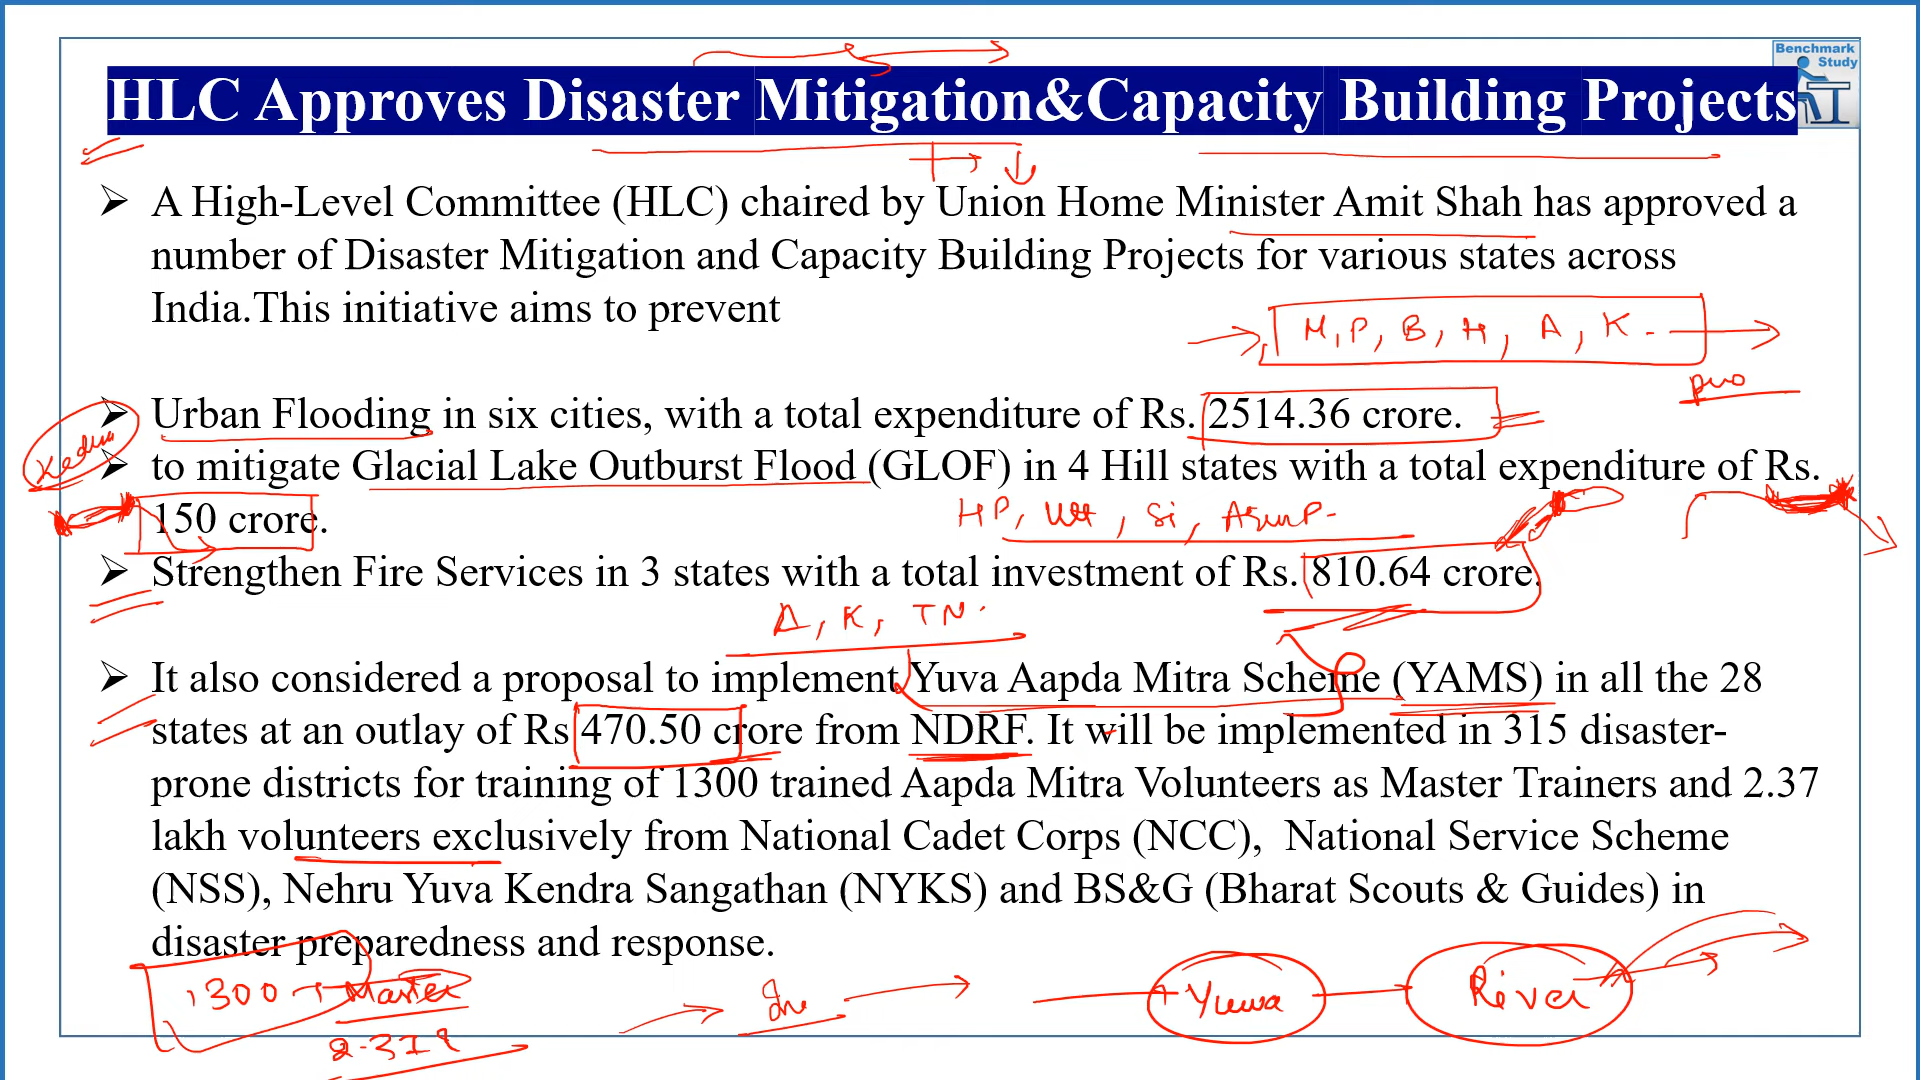 Benchmark
Study
HLC Approves Disaster Mitigation&Capacity Building Projects
➢ A High-Level Committee (HLC) chaired by Union Home Minister Amit Shah has approved a
number of Disaster Mitigation and Capacity Building Projects for various states across
India.This initiative aims to prevent
M, P, B, H, A, K
➢ Urban Flooding in six cities, with a total expenditure of Rs. 2514.36 crore.
➢ to mitigate Glacial Lake Outburst Flood (GLOF) in 4 Hill states with a total expenditure of Rs.
150 crore.
HP, Utt, Si, Arun P.
➢ Strengthen Fire Services in 3 states with a total investment of Rs. 810.64 crore.
A, K, TN.
➢ It also considered a proposal to implement Yuva Aapda Mitra Scheme (YAMS) in all the 28
states at an outlay of Rs 470.50 crore from NDRF. It will be implemented in 315 disaster-
prone districts for training of 1300 trained Aapda Mitra Volunteers as Master Trainers and 2.37
lakh volunteers exclusively from National Cadet Corps (NCC), National Service Scheme
(NSS), Nehru Yuva Kendra Sangathan (NYKS) and BS&G (Bharat Scouts & Guides) in
disaster preparedness and response.
1300 Master
2.37 l
Yuwa River